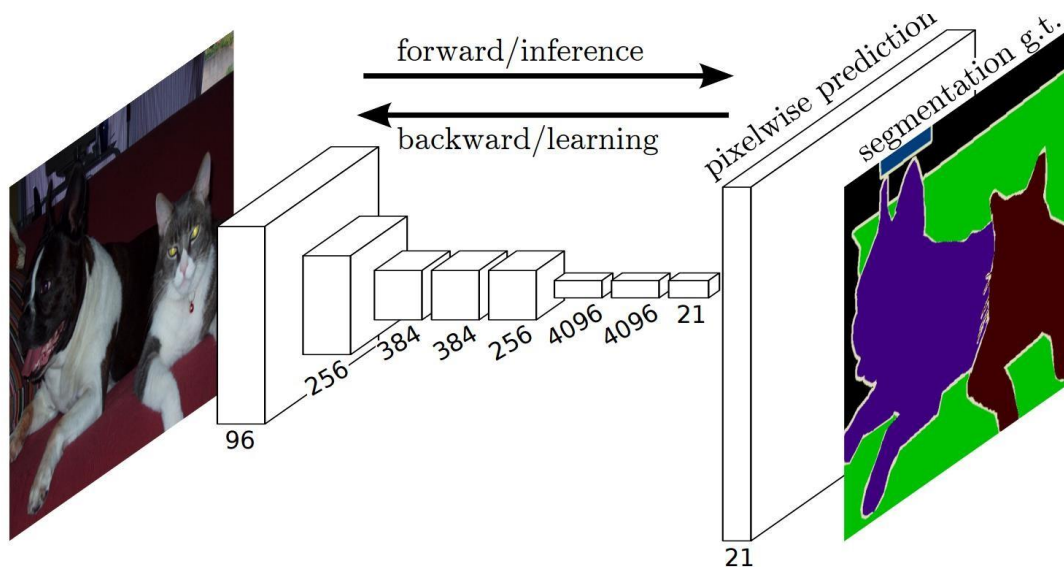 forward/inference
backward/learning
pixelwise prediction
segmentation g.t.
96
256
384
384
256
4096
4096
21
21